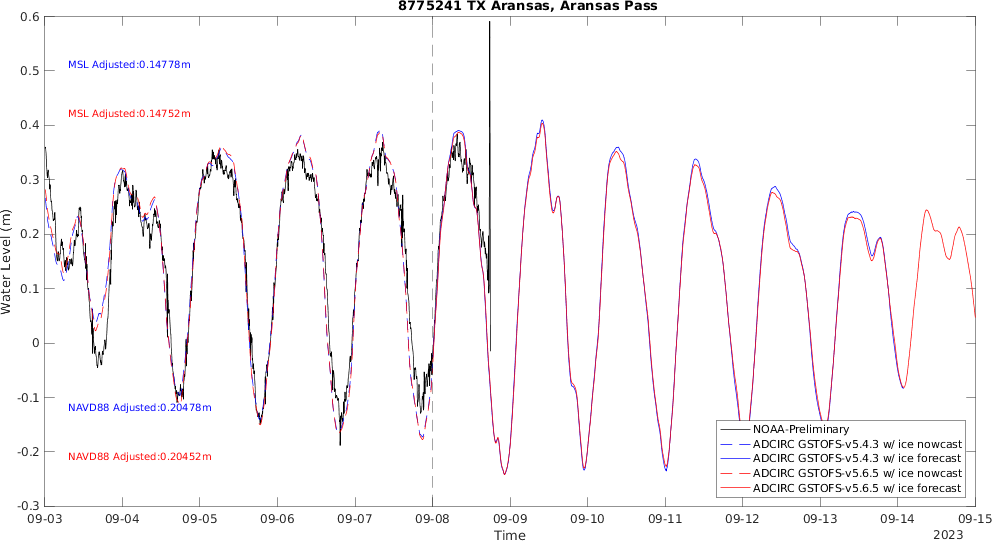 8775241 TX Aransas, Aransas Pass
0.6
0.5
0.4
0.3
0.2
0.1
0
-0.1
-0.2
-0.3
Water Level (m)
MSL Adjusted:0.14778m
MSL Adjusted:0.14752m
NAVD88 Adjusted:0.20478m
NAVD88 Adjusted:0.20452m
NOAA-Preliminary
ADCIRC GSTOFS-v5.4.3 w/ ice nowcast
ADCIRC GSTOFS-v5.4.3 w/ ice forecast
ADCIRC GSTOFS-v5.6.5 w/ ice nowcast
ADCIRC GSTOFS-v5.6.5 w/ ice forecast
09-03 09-04 09-05 09-06 09-07 09-08 09-09 09-10 09-11 09-12 09-13 09-14 09-15
Time
2023